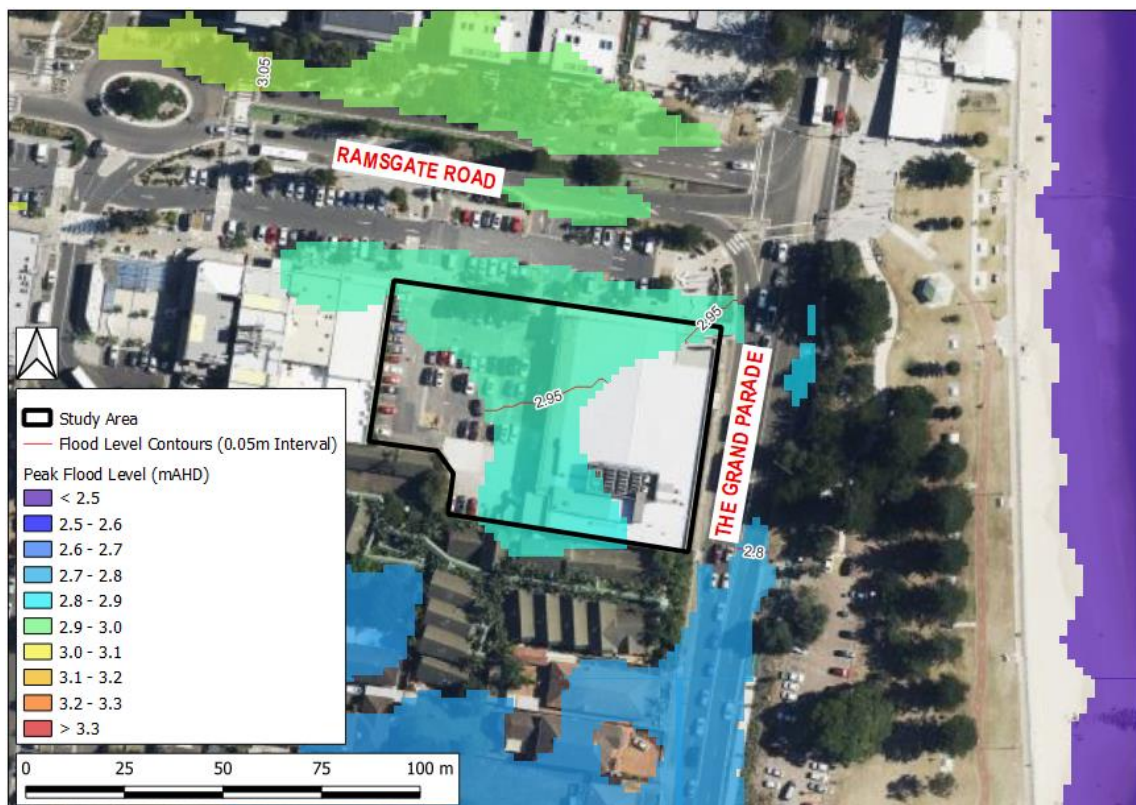 3.05
RAMSGATE ROAD
2.95
THE GRAND PARADE
2.95
2.8
Study Area
Flood Level Contours (0.05m Interval)
Peak Flood Level (mAHD)
< 2.5
2.5 - 2.6
2.6 - 2.7
2.7 - 2.8
2.8 - 2.9
2.9 - 3.0
3.0 - 3.1
3.1 - 3.2
3.2 - 3.3
> 3.3
0 25 50 75 100 m